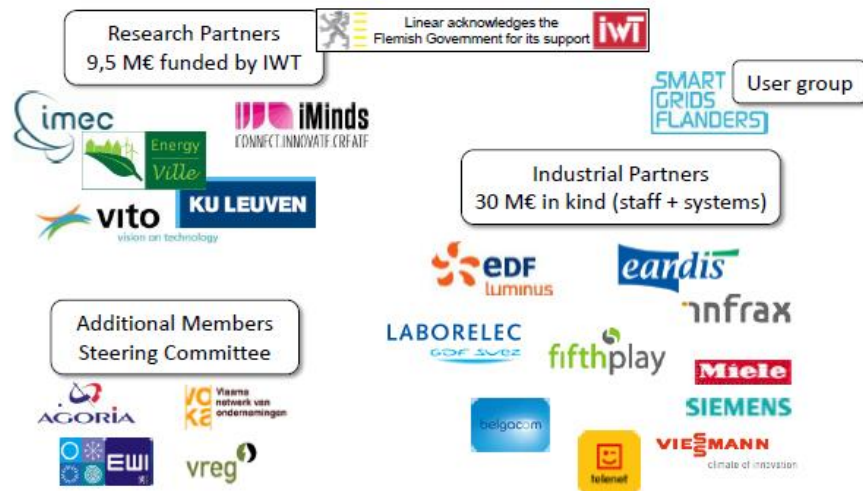 Research Partners
9,5 M€ funded by IWT
Linear acknowledges the
Flemish Government for its support
iwt
imec
iMinds
CONNECT.INNOVATE.CREATE
Energy
Ville
vito
vision on technology
KU LEUVEN
SMART
GRIDS
FLANDERS
User group
Industrial Partners
30 M€ in kind (staff + systems)
eDF
luminus
eandis
infrax
LABORELEC
GDF SUEZ
fifthplay
Miele
SIEMENS
belgacom
telenet
VIESSMANN
climate of innovation
Additional Members
Steering Committee
AGORIA
voka
Vlaams
netwerk van
ondernemingen
EWI
vreg